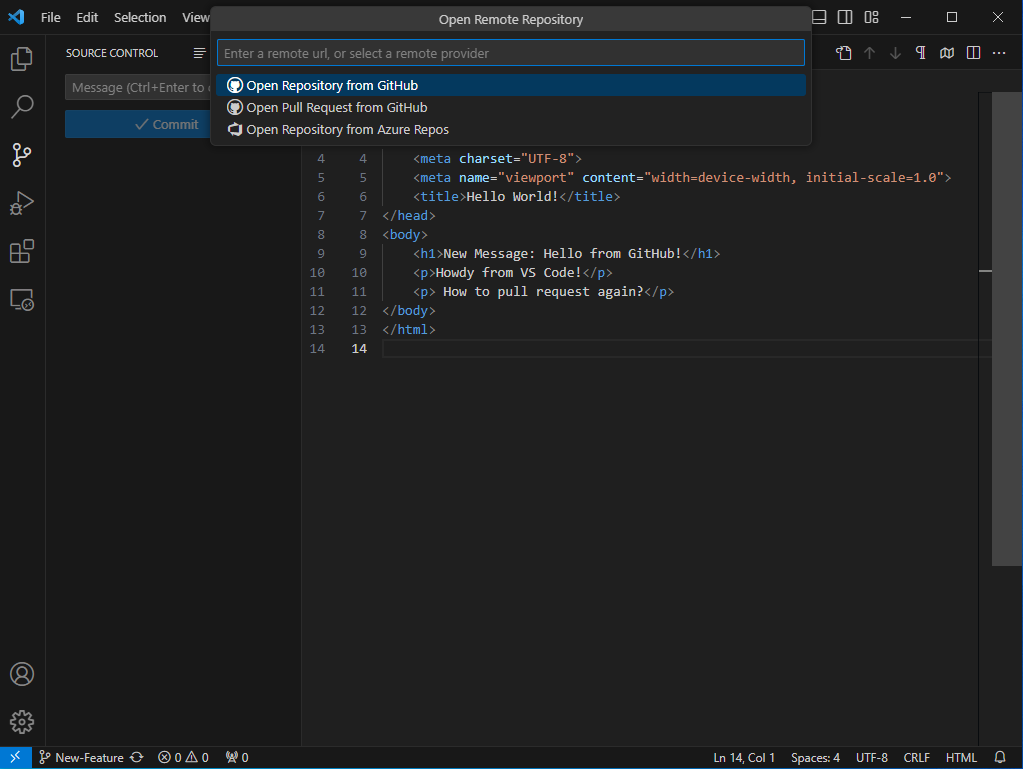 File Edit Selection View
Open Remote Repository
SOURCE CONTROL
Enter a remote url, or select a remote provider
Message (Ctrl+Enter to
Open Repository from GitHub
Open Pull Request from GitHub
Commit
Open Repository from Azure Repos
4 4 <meta charset="UTF-8">
5 5 <meta name="viewport" content="width=device-width, initial-scale=1.0">
6 6 <title>Hello World!</title>
7 7 </head>
8 8 <body>
9 9 <h1>New Message: Hello from GitHub!</h1>
10 10 <p>Howdy from VS Code!</p>
11 11 <p> How to pull request again?</p>
12 12 </body>
13 13 </html>
14 14
New-Feature 0 0 0 Ln 14, Col 1 Spaces: 4 UTF-8 CRLF HTML